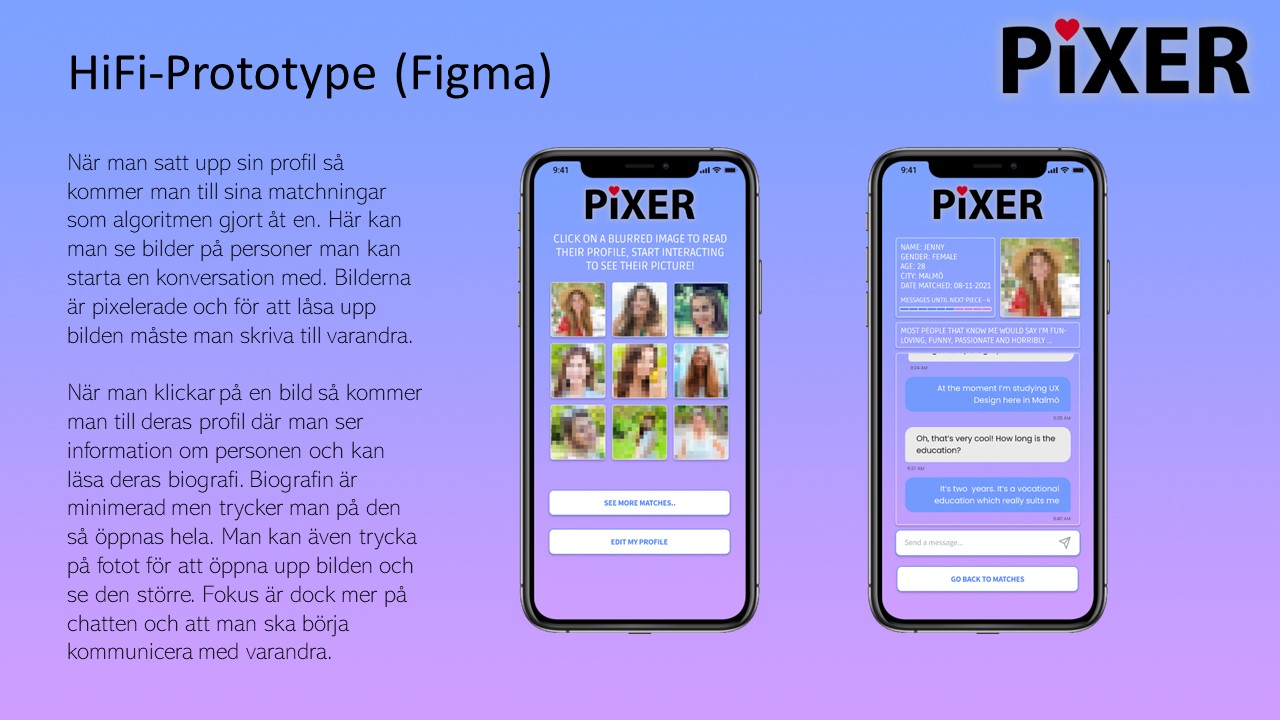 HiFi-Prototype (Figma)
PiXER
När man satt upp sin profil så
kommer man till sina matchningar
som algoritmen gjort åt en. Här kan
man se bilder på personer man kan
starta en konversation med. Bilderna
är pixelerade och för att låsa upp
bilden måste man skriva till varandra.
När man klickar på en bild så kommer
man till deras profil där man ser
information om personen och kan
läsa deras biografi. Biografin är
minimerad men trycker man på den
så öppnas hela. Man kan även trycka
på fotot för att öppna upp bilden och
se den större. Fokus är dock mer på
chatten och att man ska börja
kommunicera med varandra.
9:41
PiXER
CLICK ON A BLURRED IMAGE TO READ
THEIR PROFILE, START INTERACTING
TO SEE THEIR PICTURE!
SEE MORE MATCHES..
EDIT MY PROFILE
9:41
PiXER
NAME: JENNY
GENDER: FEMALE
AGE: 28
CITY: MALMÖ
DATE MATCHED: 08-11-2021
MESSAGES UNTIL NEXT PIECE - 4
MOST PEOPLE THAT KNOW ME WOULD SAY I'M FUN-
LOVING, FUNNY, PASSIONATE AND HORRIBLY ...
9:24 AM
At the moment I'm studying UX
Design here in Malmö
Oh, that's very cool! How long is the
education?
9:37 AM
It's two years. It's a vocational
education which really suits me
9:40 AM
Send a message...
GO BACK TO MATCHES